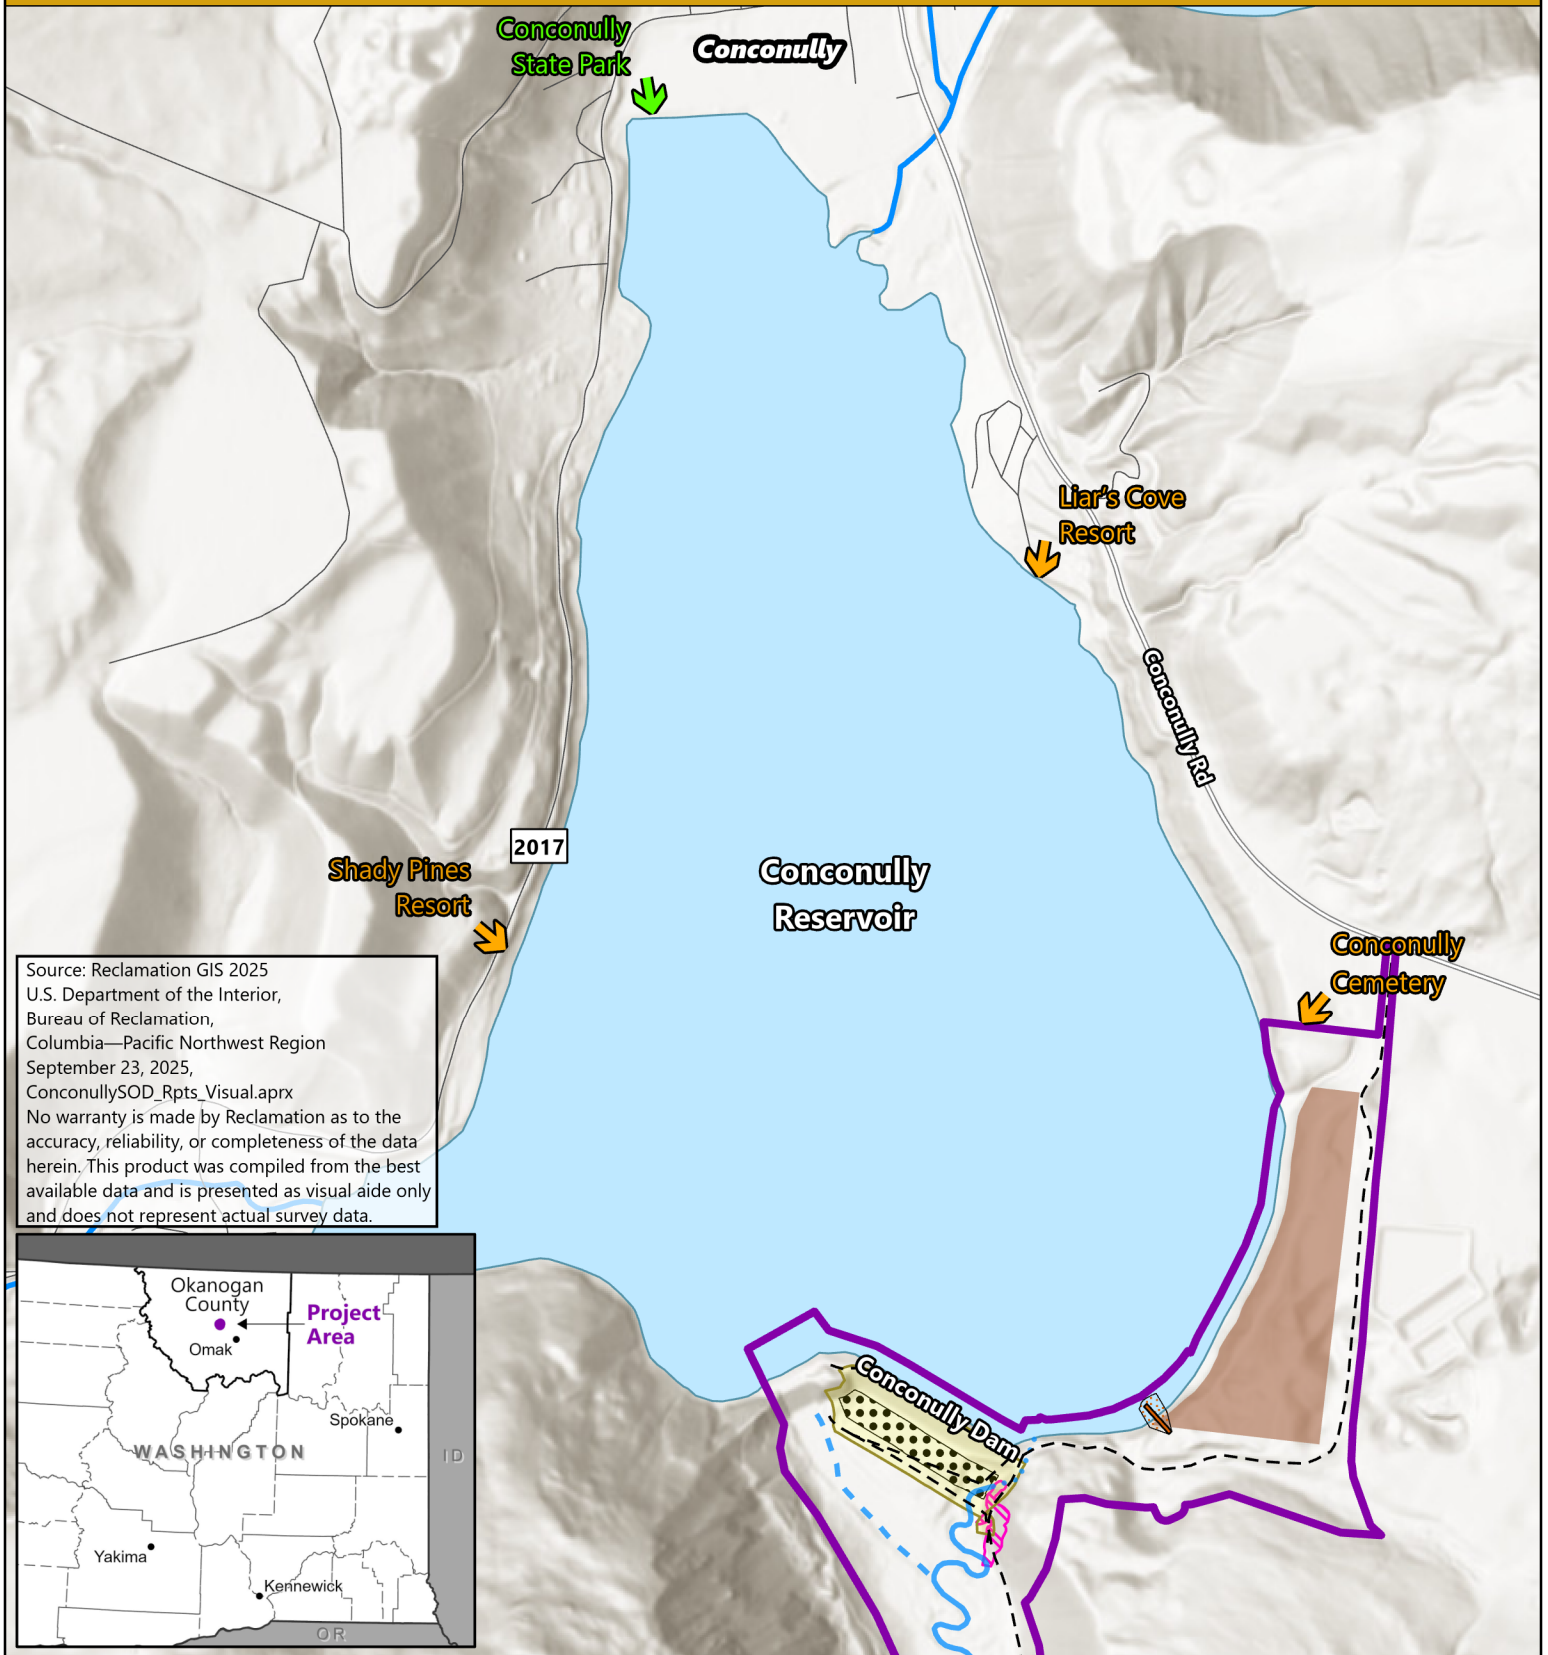 Conconully
State Park
Conconully
Liar's Cove
Resort
Conconully Rd
2017
Shady Pines
Resort
Conconully
Reservoir
Conconully
Cemetery
Source: Reclamation GIS 2025
U.S. Department of the Interior,
Bureau of Reclamation,
Columbia—Pacific Northwest Region
September 23, 2025,
ConconullySOD_Rpts_Visual.aprx
No warranty is made by Reclamation as to the
accuracy, reliability, or completeness of the data
herein. This product was compiled from the best
available data and is presented as visual aide only
and does not represent actual survey data.
Conconully Dam
Okanogan
County
Project
Area
Omak
Spokane
WASHINGTON
ID
Yakima
Kennewick
OR